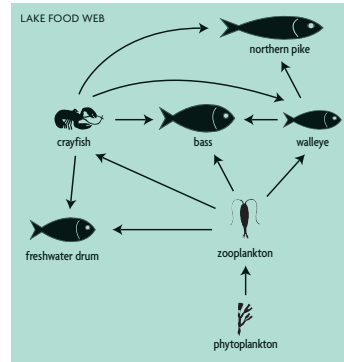 LAKE FOOD WEB
northern pike
crayfish
bass
walleye
freshwater drum
zooplankton
phytoplankton